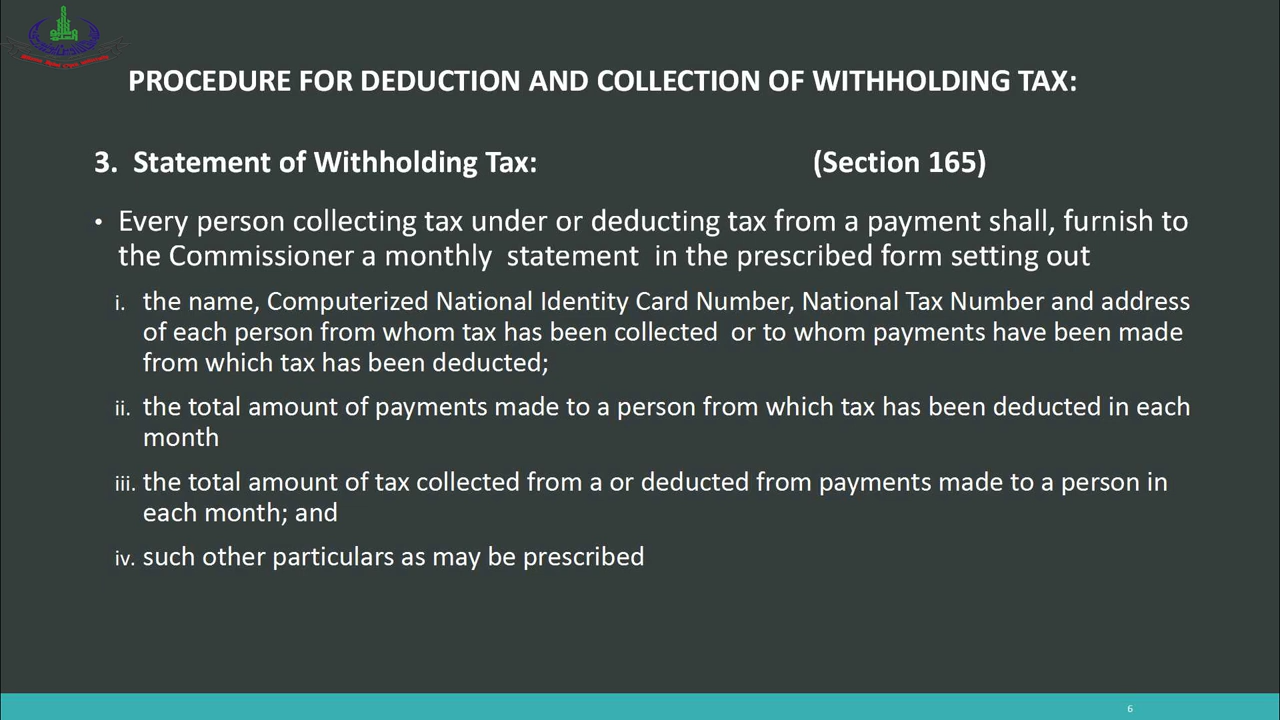 PROCEDURE FOR DEDUCTION AND COLLECTION OF WITHHOLDING TAX:
3. Statement of Withholding Tax: (Section 165)
• Every person collecting tax under or deducting tax from a payment shall, furnish to
the Commissioner a monthly statement in the prescribed form setting out
i. the name, Computerized National Identity Card Number, National Tax Number and address
of each person from whom tax has been collected or to whom payments have been made
from which tax has been deducted;
ii. the total amount of payments made to a person from which tax has been deducted in each
month
iii. the total amount of tax collected from a or deducted from payments made to a person in
each month; and
iv. such other particulars as may be prescribed
6